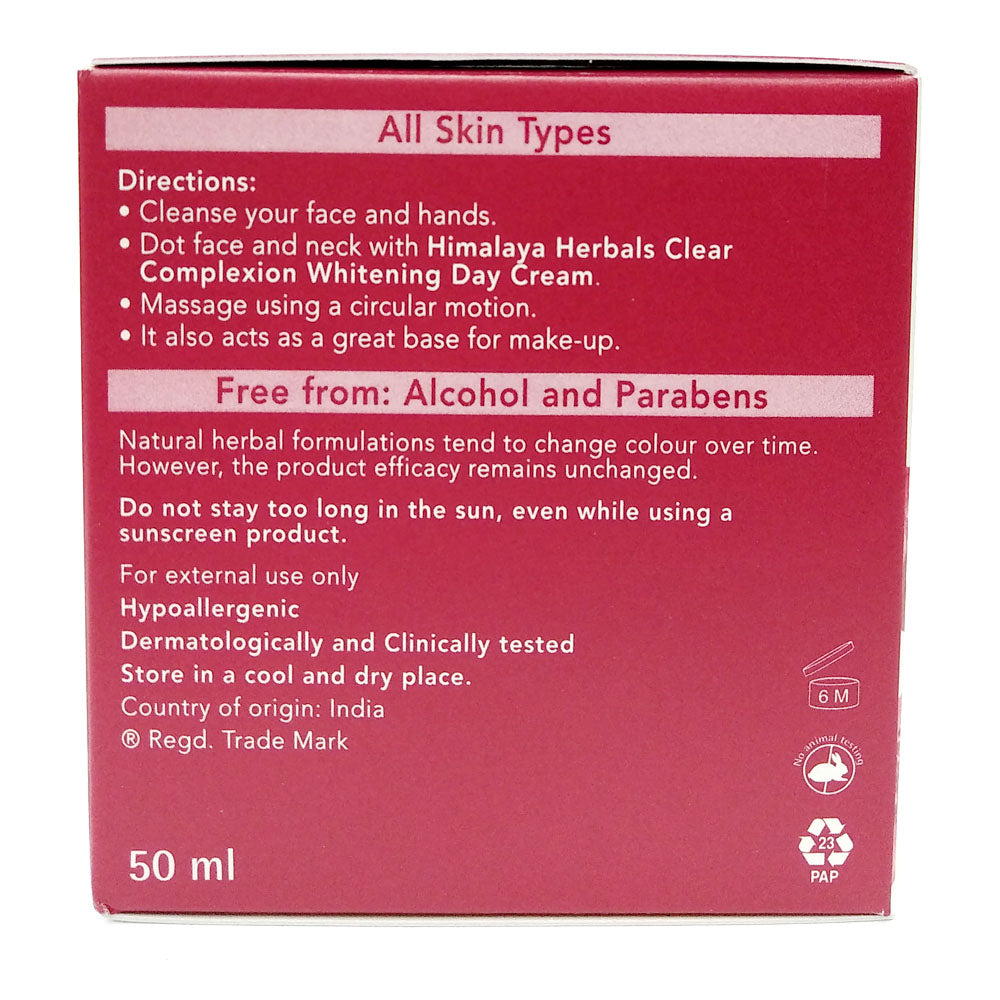 All Skin Types
Directions:
• Cleanse your face and hands.
• Dot face and neck with Himalaya Herbals Clear
Complexion Whitening Day Cream.
• Massage using a circular motion.
• It also acts as a great base for make-up.
Free from: Alcohol and Parabens
Natural herbal formulations tend to change colour over time.
However, the product efficacy remains unchanged.
Do not stay too long in the sun, even while using a
sunscreen product.
For external use only
Hypoallergenic
Dermatologically and Clinically tested
Store in a cool and dry place.
Country of origin: India
® Regd. Trade Mark
6 M
No animal testing
23
PAP
50 ml